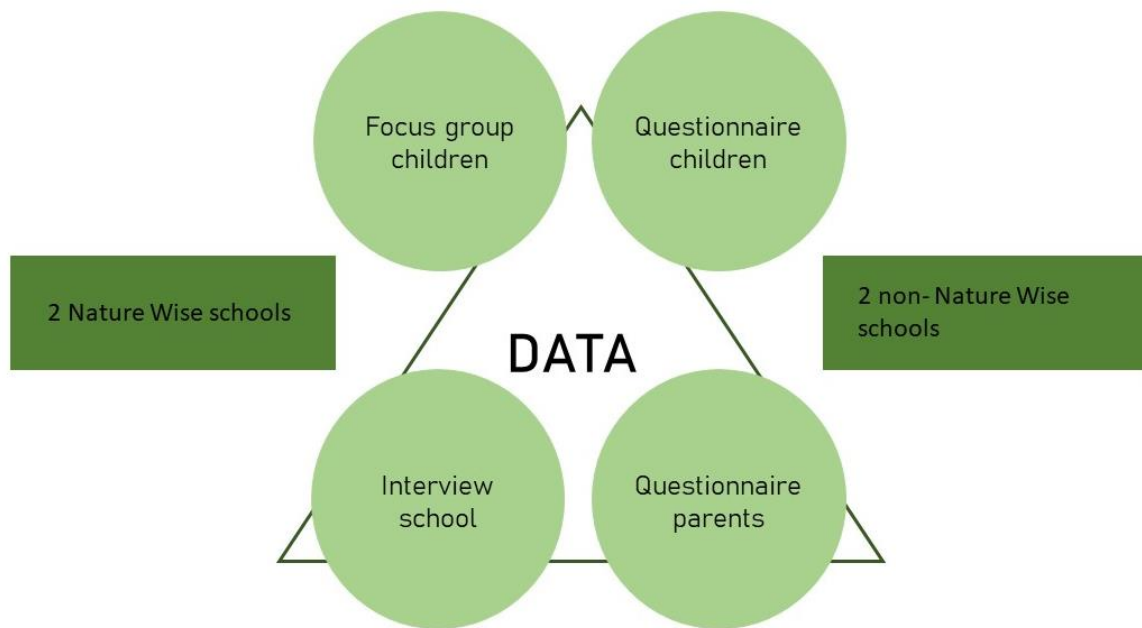 Focus group
children
Questionnaire
children
2 Nature Wise schools
2 non- Nature Wise
schools
DATA
Interview
school
Questionnaire
parents